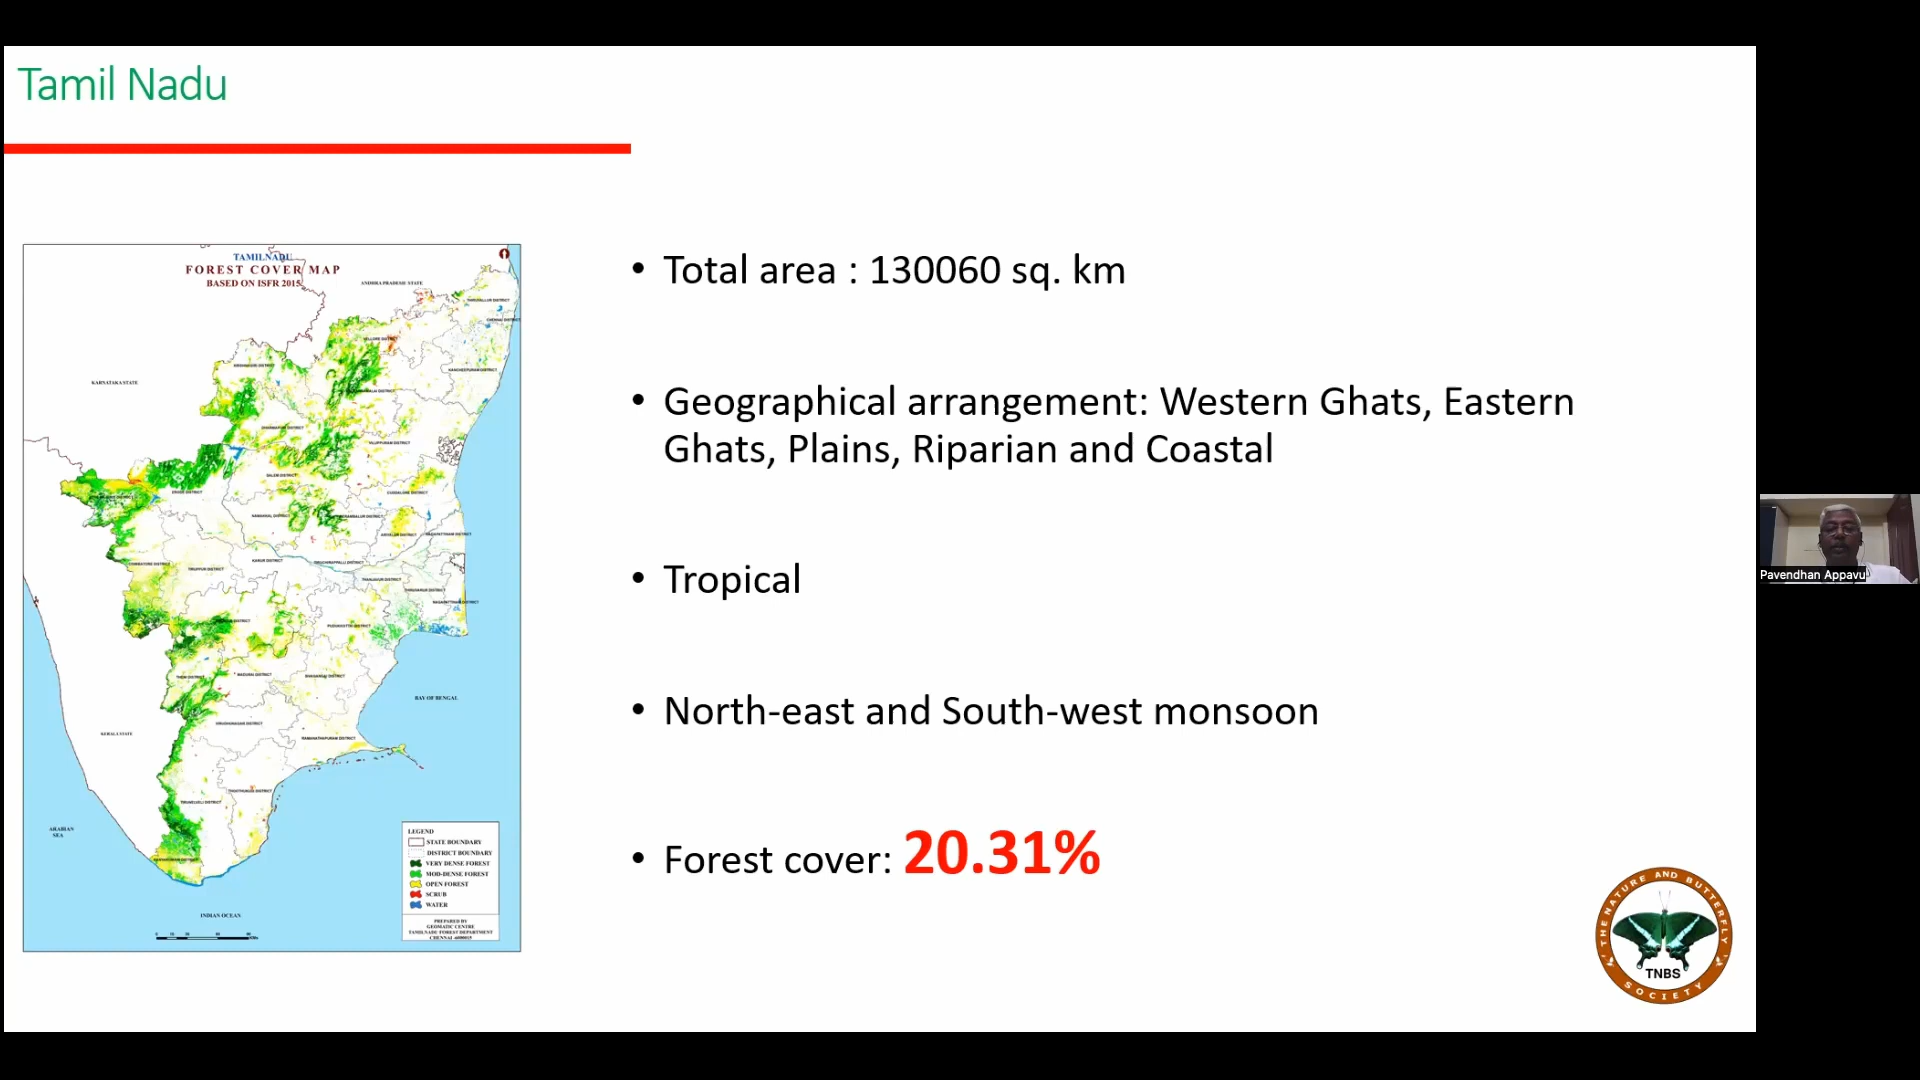 Tamil Nadu
TAMILNADU
FOREST COVER MAP
BASED ON ISFR 2015
ANDHRA PRADESH STATE
KARNATAKA STATE
KERALA STATE
BAY OF BENGAL
ARABIAN
SEA
INDIAN OCEAN
LEGEND
STATE BOUNDARY
DISTRICT BOUNDARY
VERY DENSE FOREST
MOD-DENSE FOREST
OPEN FOREST
SCRUB
WATER
PREPARED BY
GEOMATIC CENTRE
TAMILNADU FOREST DEPARTMENT
• Total area : 130060 sq. km
• Geographical arrangement: Western Ghats, Eastern
Ghats, Plains, Riparian and Coastal
• Tropical
• North-east and South-west monsoon
• Forest cover: 20.31%
THE NATURE AND BUTTERFLY
TNBS
SOCIETY
Pavendhan Appavu